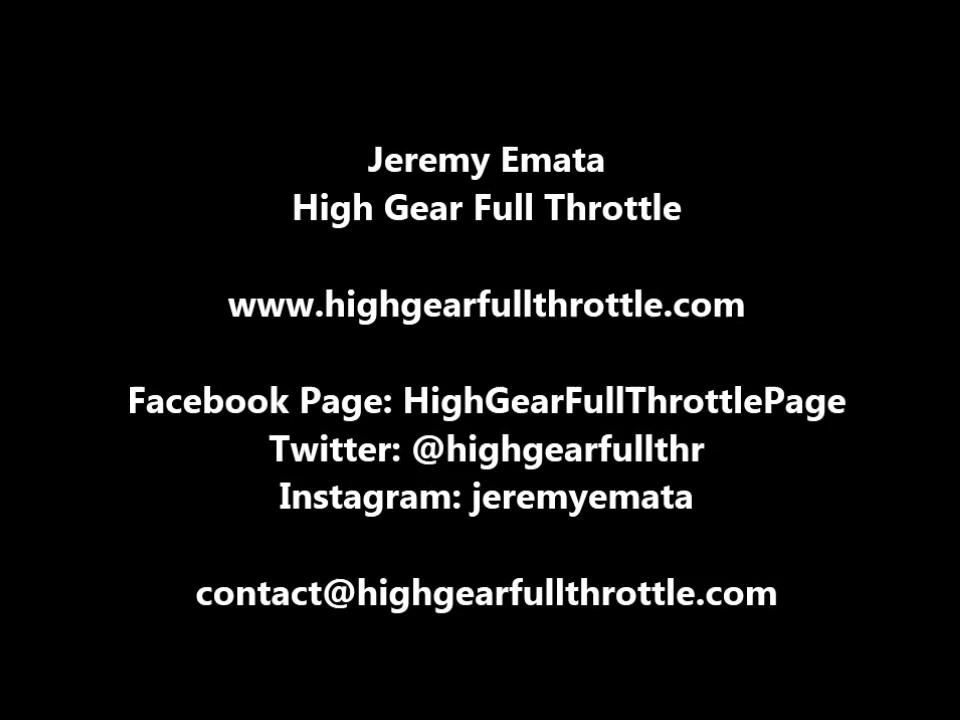 Jeremy Emata
High Gear Full Throttle
www.highgearfullthrottle.com
Facebook Page: HighGearFullThrottlePage
Twitter: @highgearfullthr
Instagram: jeremyemata
contact@highgearfullthrottle.com